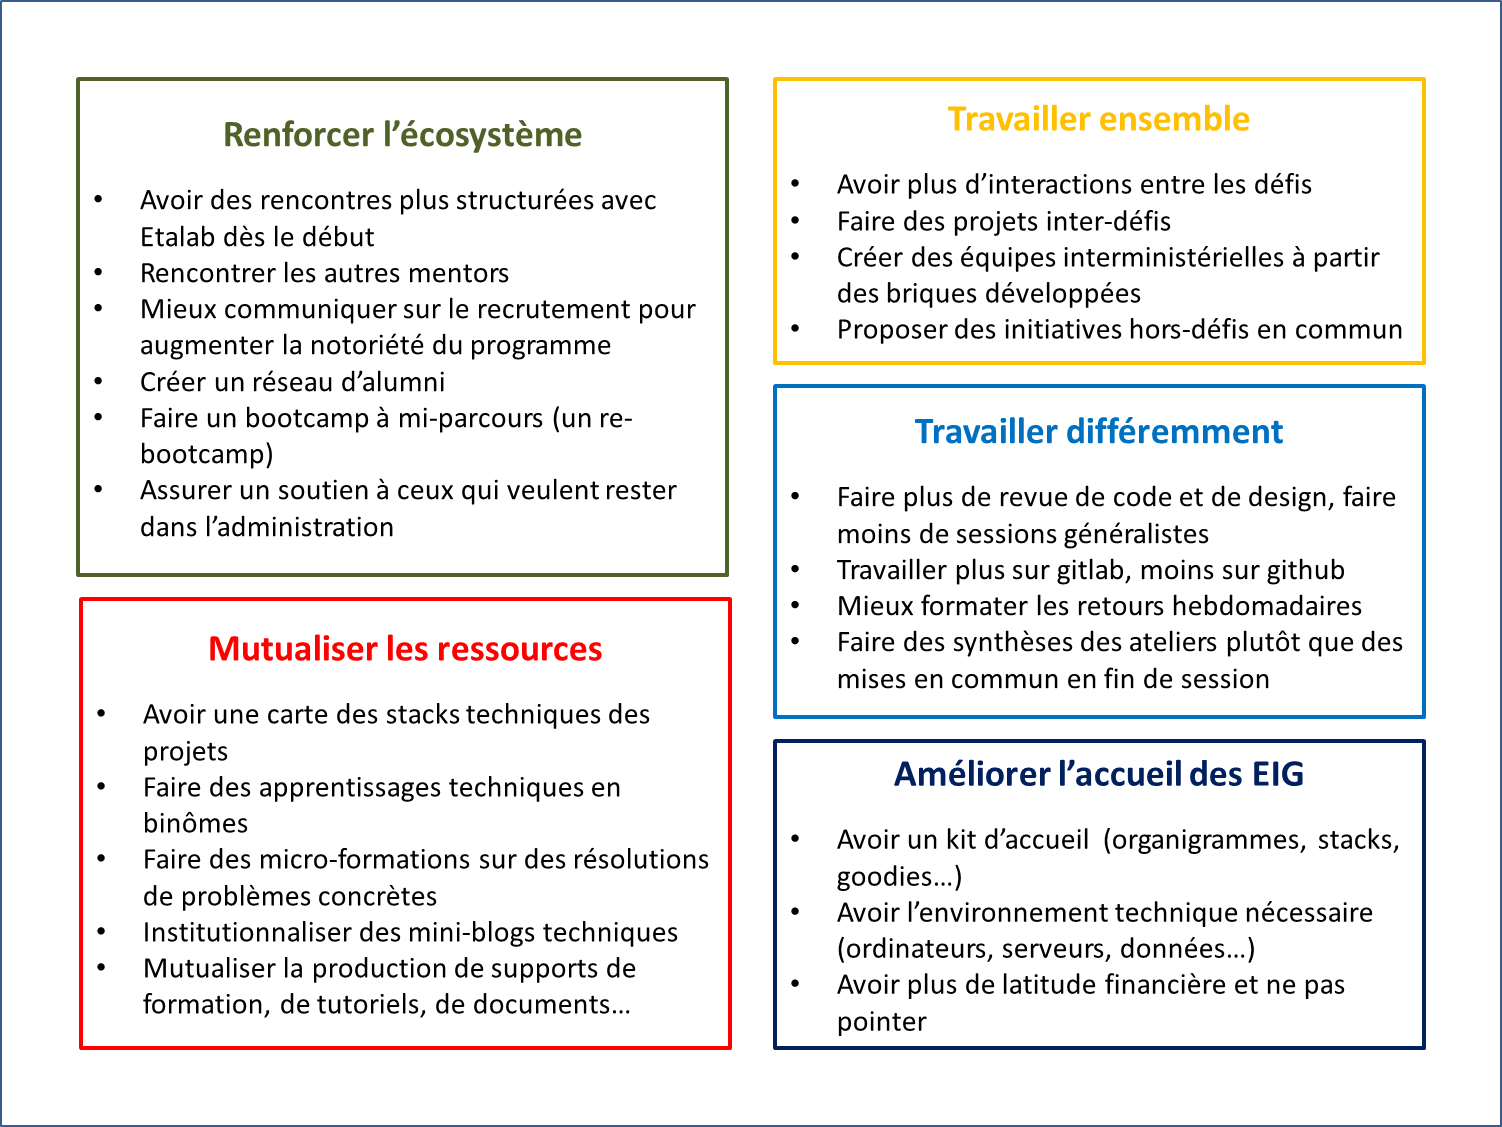 Renforcer l’écosystème
• Avoir des rencontres plus structurées avec
Etalab dès le début
• Rencontrer les autres mentors
• Mieux communiquer sur le recrutement pour
augmenter la notoriété du programme
• Créer un réseau d’alumni
• Faire un bootcamp à mi-parcours (un re-
bootcamp)
• Assurer un soutien à ceux qui veulent rester
dans l’administration
Mutualiser les ressources
• Avoir une carte des stacks techniques des
projets
• Faire des apprentissages techniques en
binômes
• Faire des micro-formations sur des résolutions
de problèmes concrètes
• Institutionnaliser des mini-blogs techniques
• Mutualiser la production de supports de
formation, de tutoriels, de documents…
Travailler ensemble
• Avoir plus d’interactions entre les défis
• Faire des projets inter-défis
• Créer des équipes interministérielles à partir
des briques développées
• Proposer des initiatives hors-défis en commun
Travailler différemment
• Faire plus de revue de code et de design, faire
moins de sessions généralistes
• Travailler plus sur gitlab, moins sur github
• Mieux formater les retours hebdomadaires
• Faire des synthèses des ateliers plutôt que des
mises en commun en fin de session
Améliorer l’accueil des EIG
• Avoir un kit d’accueil (organigrammes, stacks,
goodies…)
• Avoir l’environnement technique nécessaire
(ordinateurs, serveurs, données…)
• Avoir plus de latitude financière et ne pas
pointer